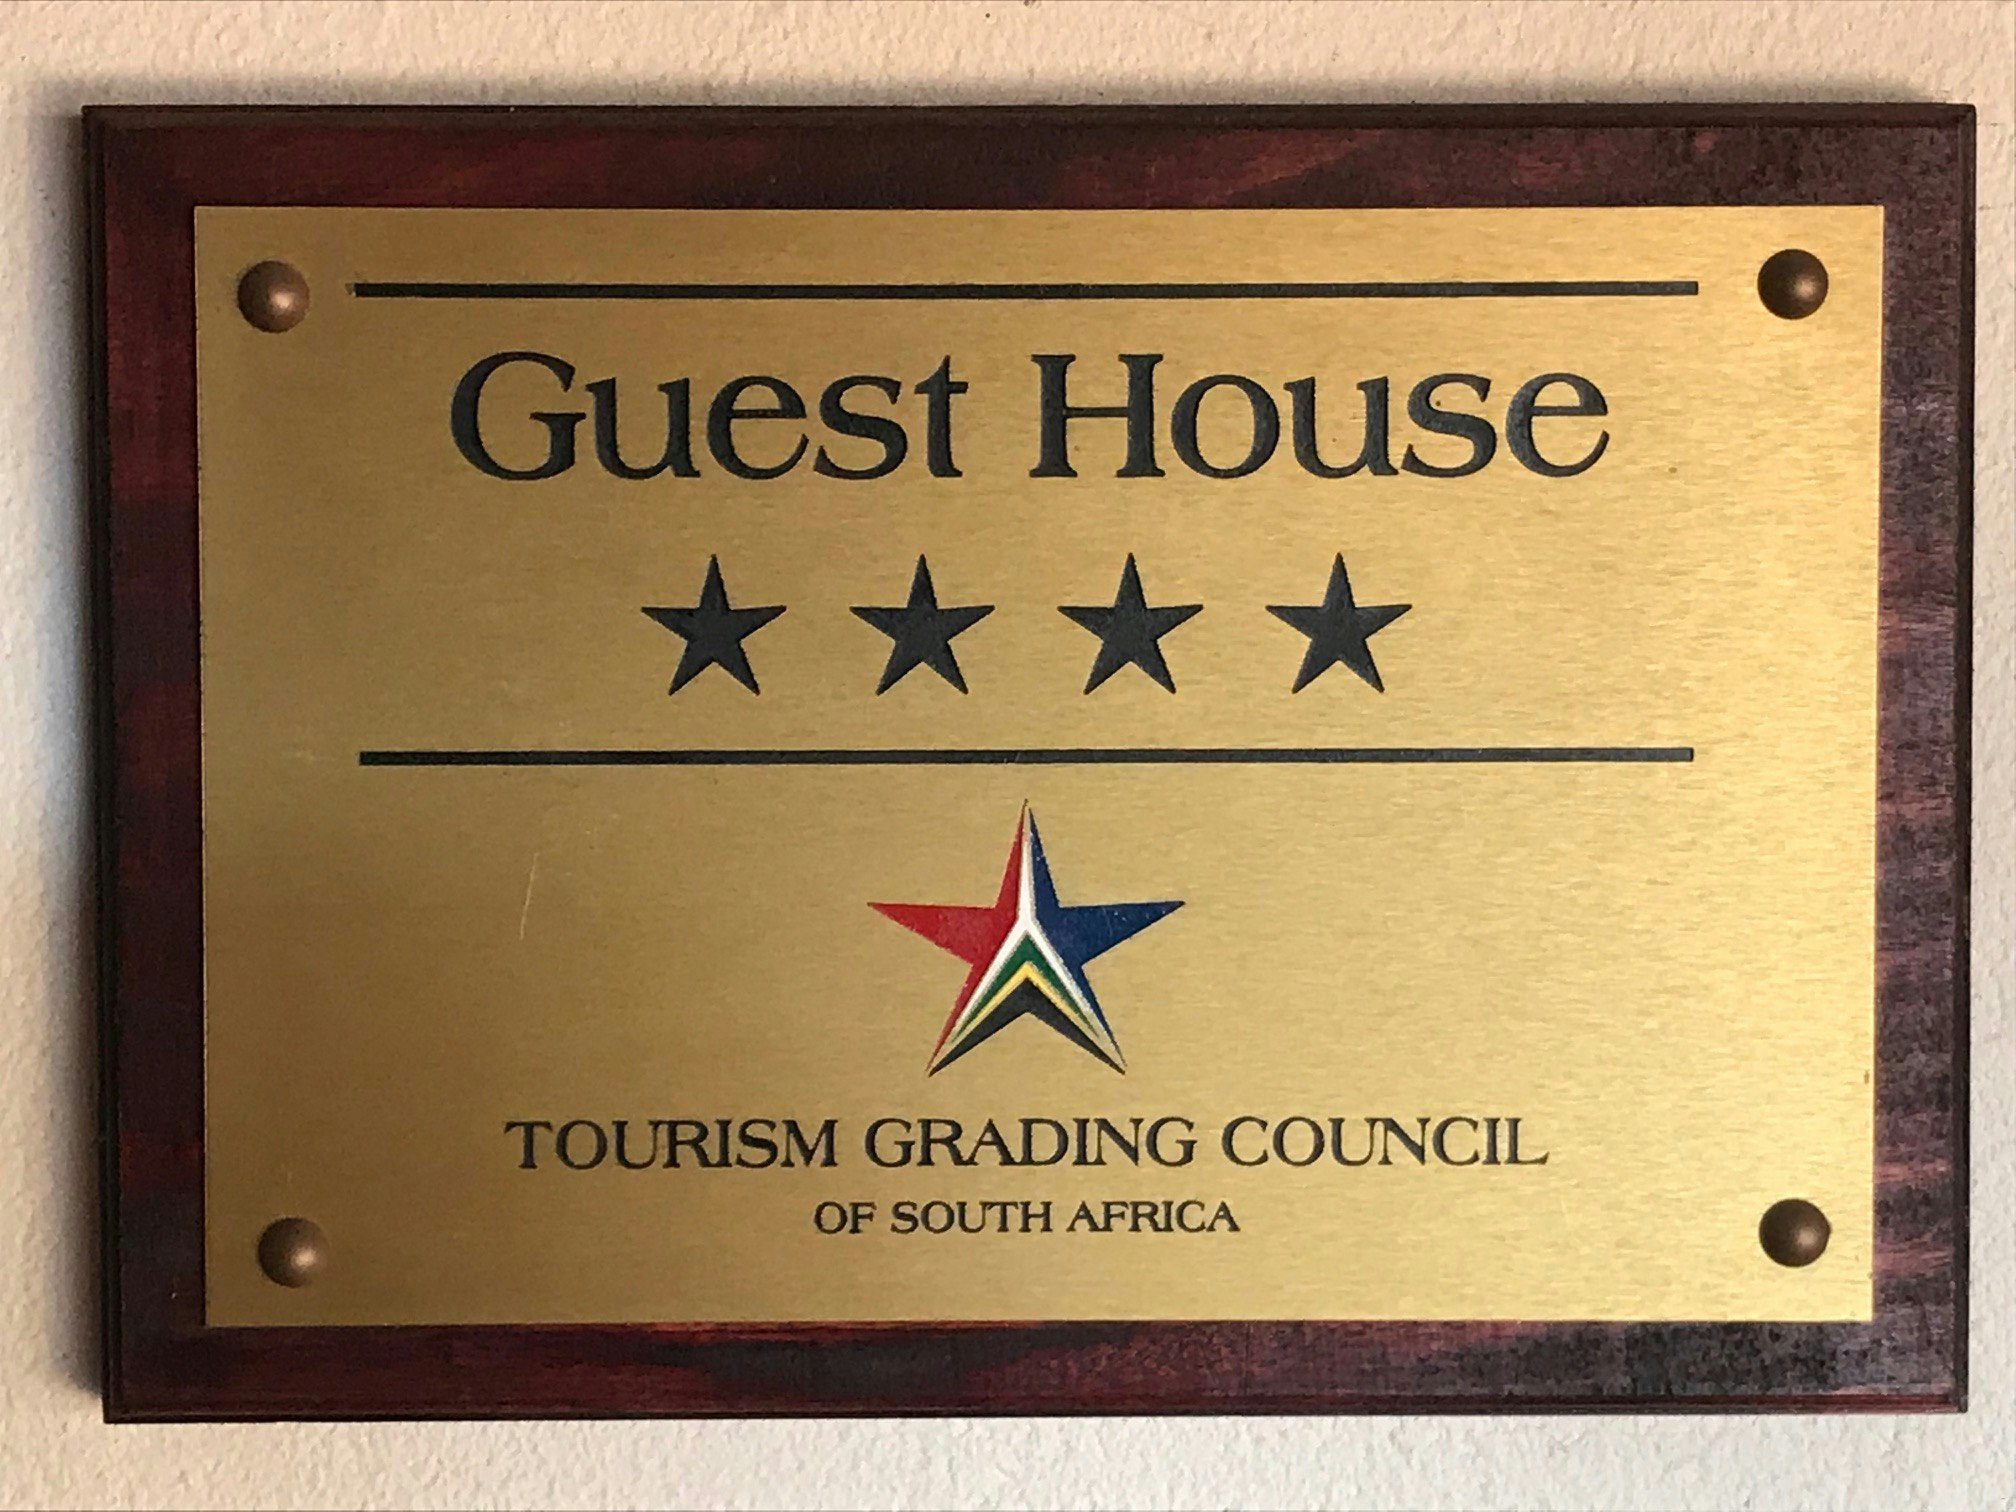 Guest House
TOURISM GRADING COUNCIL
OF SOUTH AFRICA